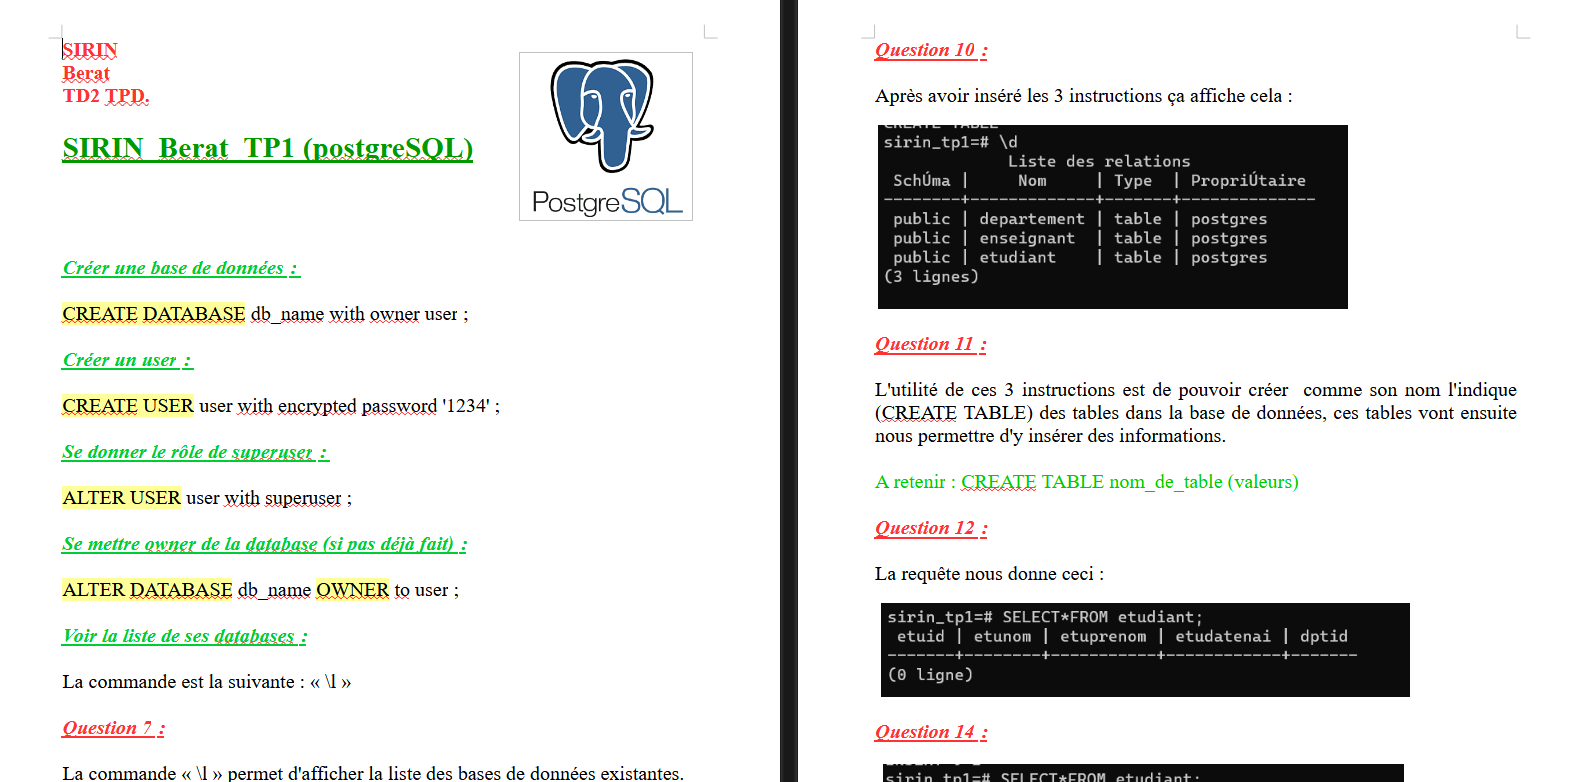 SIRIN
Berat
TD2 TPD.
SIRIN Berat TP1 (postgreSQL)
PostgreSQL
Créer une base de données :
CREATE DATABASE db_name with owner user ;
Créer un user :
CREATE USER user with encrypted password '1234' ;
Se donner le rôle de superuser :
ALTER USER user with superuser ;
Se mettre owner de la database (si pas déjà fait) :
ALTER DATABASE db_name OWNER to user ;
Voir la liste de ses databases :
La commande est la suivante : « \l »
Question 7 :
La commande « \l » permet d'afficher la liste des bases de données existantes.
Question 10 :
Après avoir inséré les 3 instructions ça affiche cela :
CREATE TABLE
sirin_tp1=# \d
Liste des relations
SchÚma | Nom | Type | PropriÚtaire
--------+-------------+-------+--------------
public | departement | table | postgres
public | enseignant | table | postgres
public | etudiant | table | postgres
(3 lignes)
Question 11 :
L'utilité de ces 3 instructions est de pouvoir créer comme son nom l'indique
(CREATE TABLE) des tables dans la base de données, ces tables vont ensuite
nous permettre d'y insérer des informations.
A retenir : CREATE TABLE nom_de_table (valeurs)
Question 12 :
La requête nous donne ceci :
sirin_tp1=# SELECT*FROM etudiant;
etuid | etunom | etuprenom | etudatenai | dptid
-------+--------+-----------+------------+-------
(0 ligne)
Question 14 :
sirin_tp1=# SELECT*FROM etudiant;